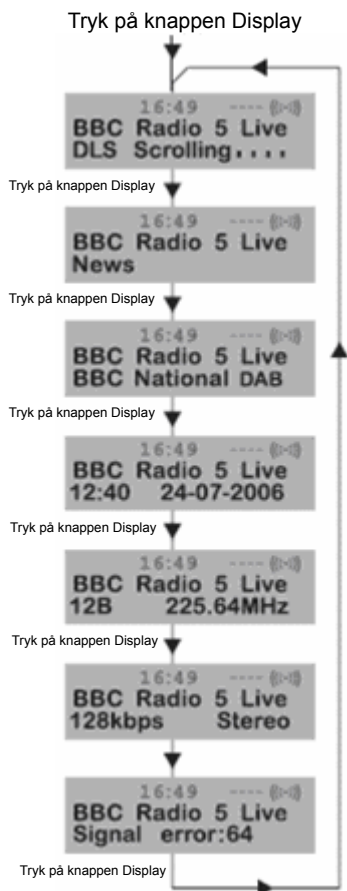 Tryk på knappen Display
16:49 ----
BBC Radio 5 Live
DLS Scrolling....
Tryk på knappen Display
16:49 ----
BBC Radio 5 Live
News
Tryk på knappen Display
16:49 ----
BBC Radio 5 Live
BBC National DAB
Tryk på knappen Display
16:49 ----
BBC Radio 5 Live
12:40 24-07-2006
Tryk på knappen Display
16:49 ----
BBC Radio 5 Live
12B 225.64MHz
Tryk på knappen Display
16:49 ----
BBC Radio 5 Live
128kbps Stereo
16:49 ----
BBC Radio 5 Live
Signal error:64
Tryk på knappen Display